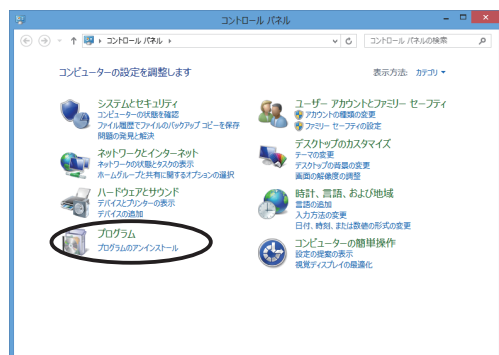 コントロール パネル
コントロール パネル
コントロール パネルの検索
コンピューターの設定を調整します
表示方法: カテゴリ
システムとセキュリティ
コンピューターの状態を確認
ファイル履歴でファイルのバックアップ コピーを保存
問題の発見と解決
ネットワークとインターネット
ネットワークの状態とタスクの表示
ホームグループと共有に関するオプションの選択
ハードウェアとサウンド
デバイスとプリンターの表示
デバイスの追加
プログラム
プログラムのアンインストール
ユーザー アカウントとファミリー セーフティ
アカウントの種類の変更
ファミリー セーフティの設定
デスクトップのカスタマイズ
テーマの変更
デスクトップの背景の変更
画面の解像度の調整
時計、言語、および地域
言語の追加
入力方法の変更
日付、時刻、または数値の形式の変更
コンピューターの簡単操作
設定の提案の表示
視覚ディスプレイの最適化